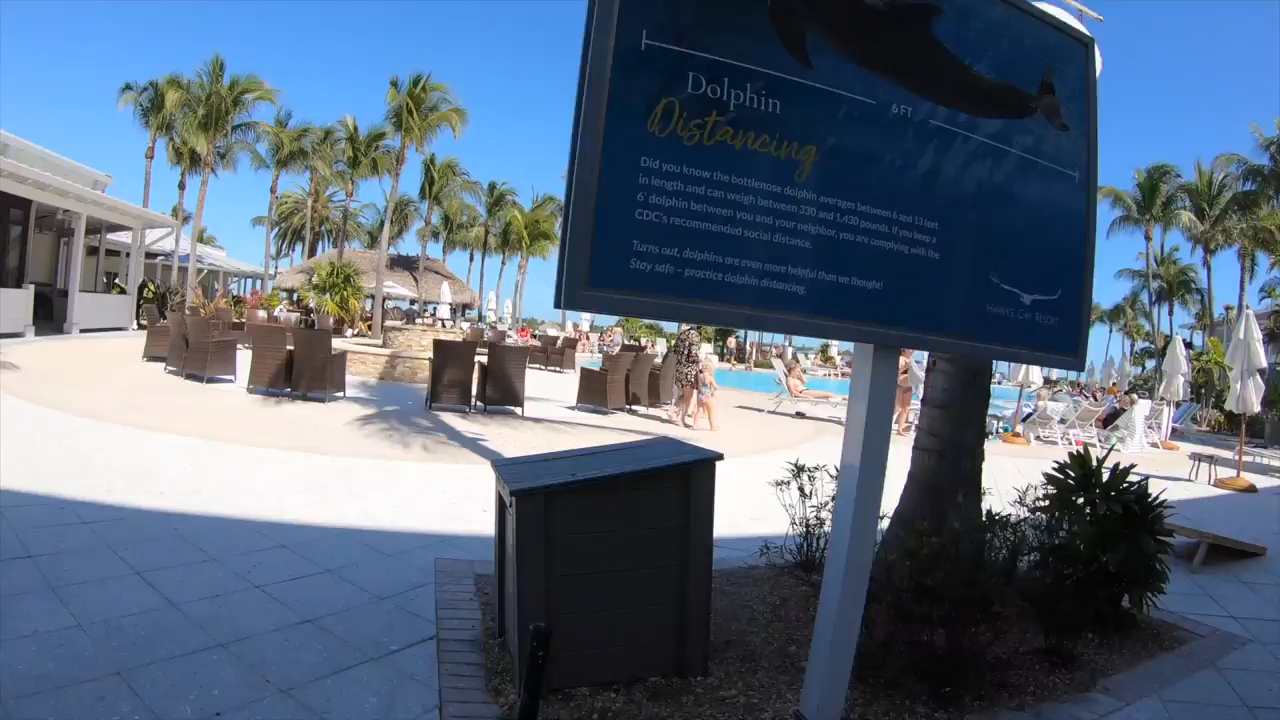 6 FT
Dolphin
Distancing
Did you know the bottlenose dolphin averages between 6 and 13 feet
in length and can weigh between 330 and 1,430 pounds. If you keep a
6' dolphin between you and your neighbor, you are complying with the
CDC's recommended social distance.
Turns out, dolphins are even more helpful than we thought!
Stay safe – practice dolphin distancing.
HAWKS CAY RESORT